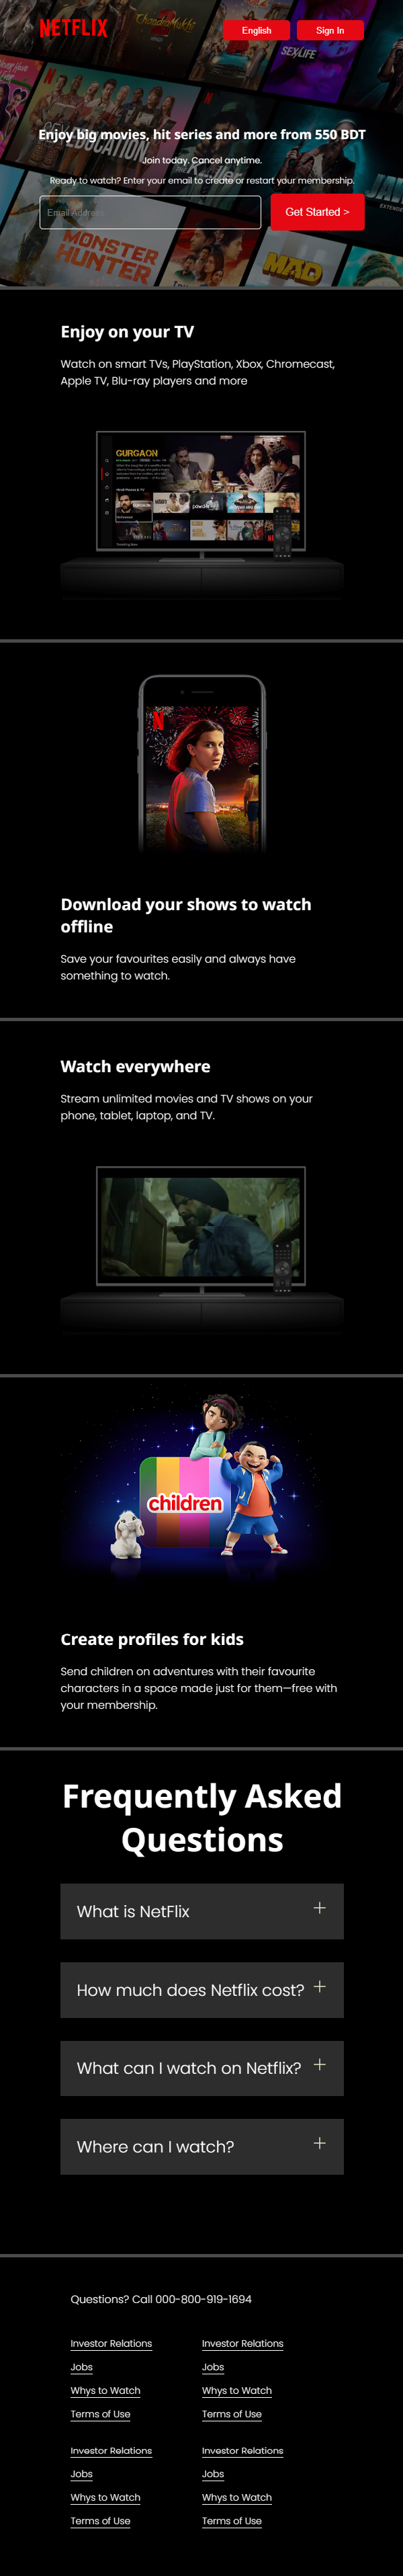 NETFLIX
Chandramukhi
English
Sign In
SEX/LIFE
Enjoy big movies, hit series and more from 550 BDT
Join today. Cancel anytime.
Ready to watch? Enter your email to create or restart your membership.
Email Address
Get Started >
MONSTER
HUNTER
MAD
Enjoy on your TV
Watch on smart TVs, PlayStation, Xbox, Chromecast,
Apple TV, Blu-ray players and more
GURGAON
Download your shows to watch
offline
Save your favourites easily and always have
something to watch.
Watch everywhere
Stream unlimited movies and TV shows on your
phone, tablet, laptop, and TV.
children
Create profiles for kids
Send children on adventures with their favourite
characters in a space made just for them—free with
your membership.
Frequently Asked
Questions
What is NetFlix
How much does Netflix cost?
What can I watch on Netflix?
Where can I watch?
Questions? Call 000-800-919-1694
Investor Relations
Investor Relations
Jobs
Jobs
Whys to Watch
Whys to Watch
Terms of Use
Terms of Use
Investor Relations
Investor Relations
Jobs
Jobs
Whys to Watch
Whys to Watch
Terms of Use
Terms of Use